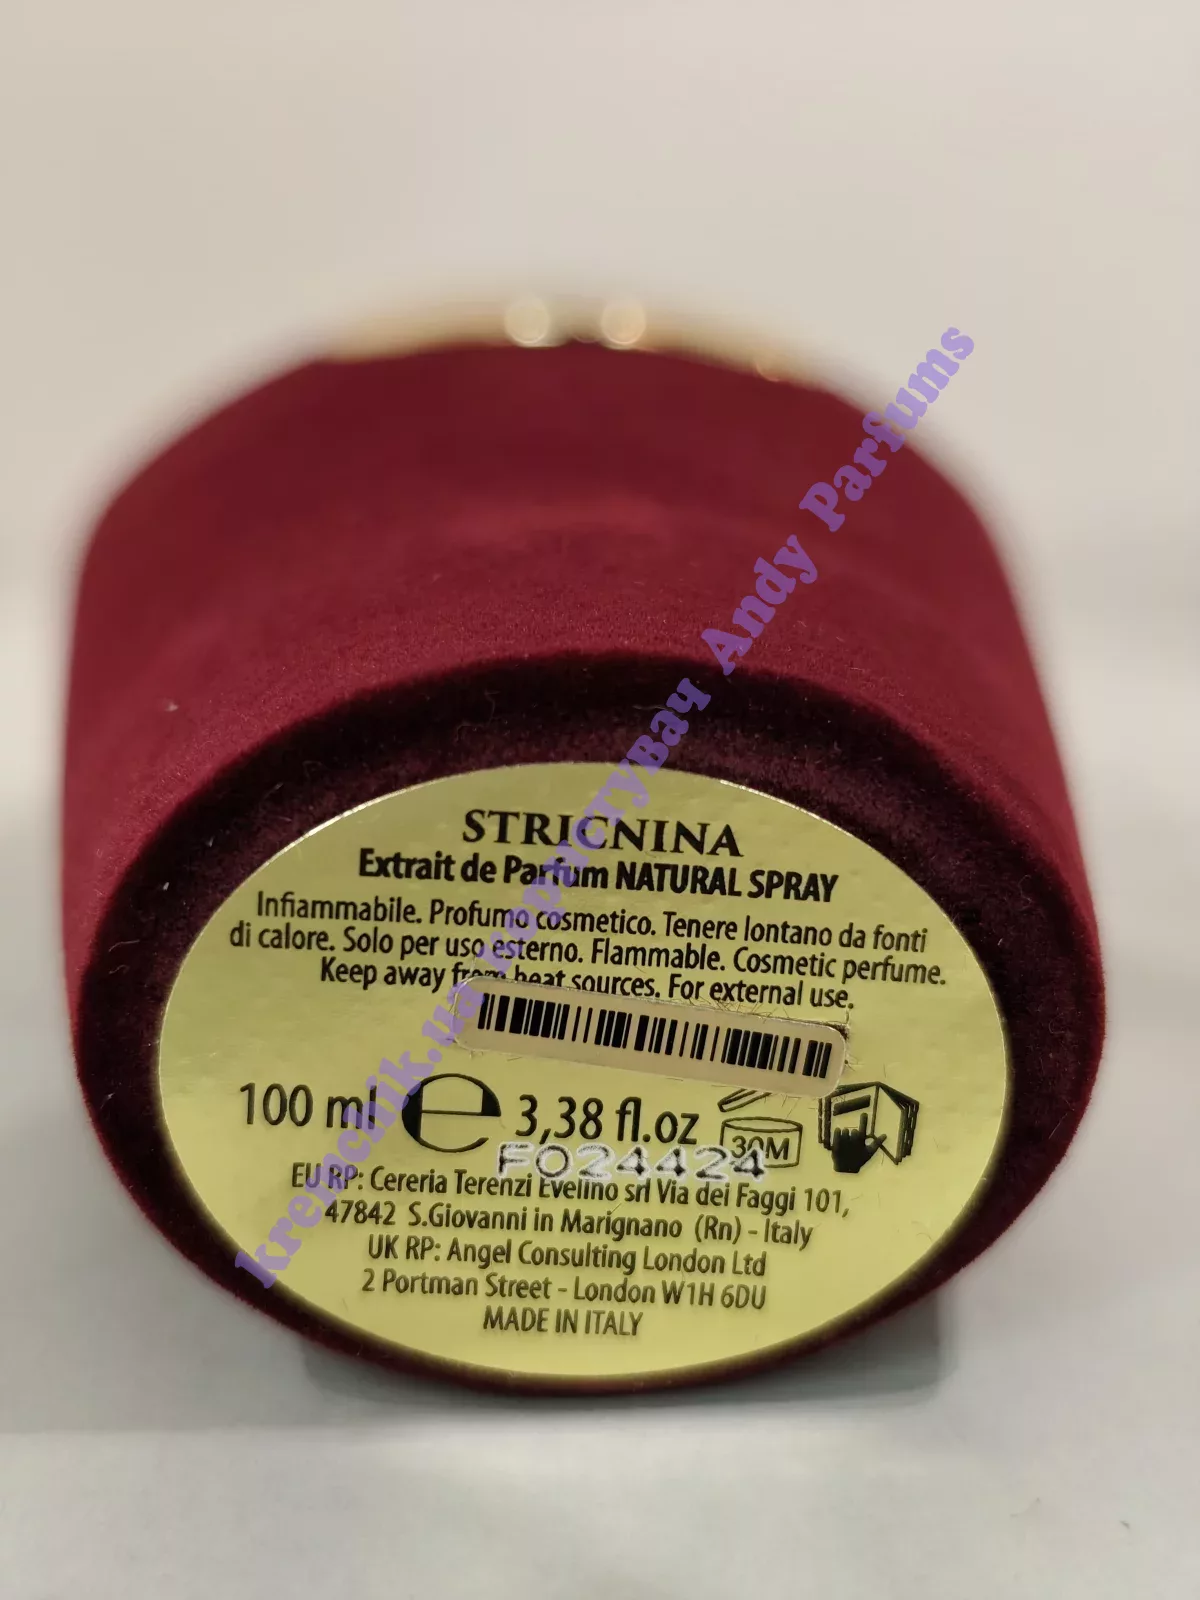 STRICNINA
Extrait de Parfum NATURAL SPRAY
Infiammabile. Profumo cosmetico. Tenere lontano da fonti
di calore. Solo per uso esterno. Flammable. Cosmetic perfume.
Keep away from heat sources. For external use.
100 ml e 3,38 fl.oz 30M
F024424
EU RP: Cereria Terenzi Evelino srl Via dei Faggi 101,
47842 S.Giovanni in Marignano (Rn) - Italy
UK RP: Angel Consulting London Ltd
2 Portman Street - London W1H 6DU
MADE IN ITALY
krenchik.ua користувач Andy Parfums